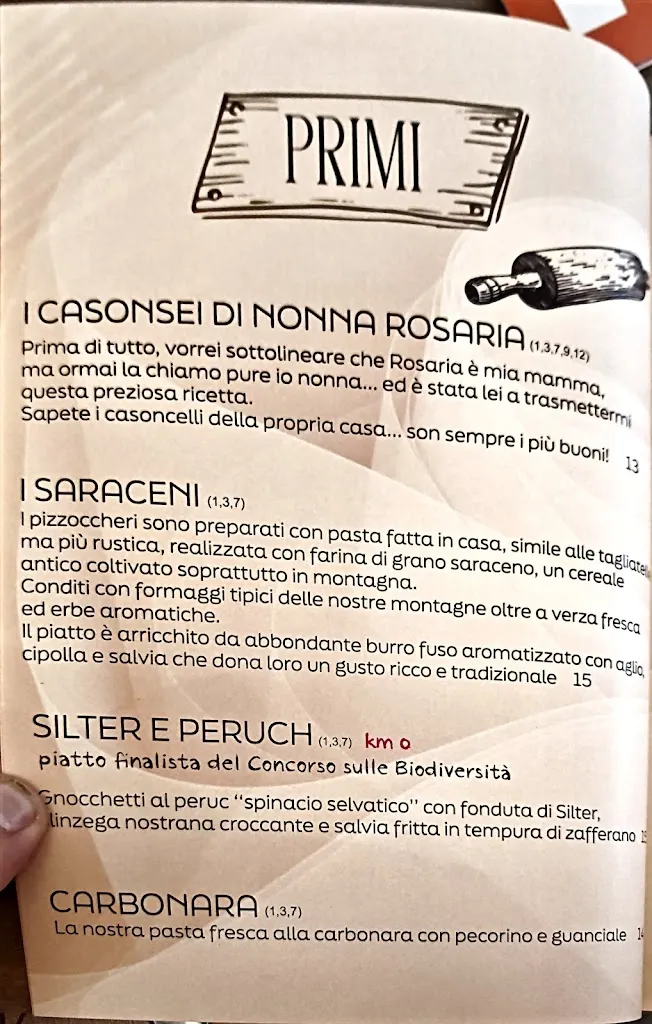 PRIMI
I CASONSEI DI NONNA ROSARIA (1,3,7,9,12)
Prima di tutto, vorrei sottolineare che Rosaria è mia mamma,
ma ormai la chiamo pure io nonna... ed è stata lei a trasmettermi
questa preziosa ricetta.
Sapete i casoncelli della propria casa... son sempre i più buoni! 13
I SARACENI (1,3,7)
I pizzoccheri sono preparati con pasta fatta in casa, simile alle
ma più rustica, realizzata con farina di grano saraceno, un cereale
antico coltivato soprattutto in montagna.
Conditi con formaggi tipici delle nostre montagne oltre a verza fresca
ed erbe aromatiche.
Il piatto è arricchito da abbondante burro fuso aromatizzato con aglio,
cipolla e salvia che dona loro un gusto ricco e tradizionale 15
SILTER E PERUCH (1,3,7) km 0
piatto finalista del Concorso sulle Biodiversità
Gnocchetti al peruc "spinacio selvatico" con fonduta di Silter,
nostrana croccante e salvia fritta in tempura di zafferano
CARBONARA (1,3,7)
La nostra pasta fresca alla carbonara con pecorino e guanciale